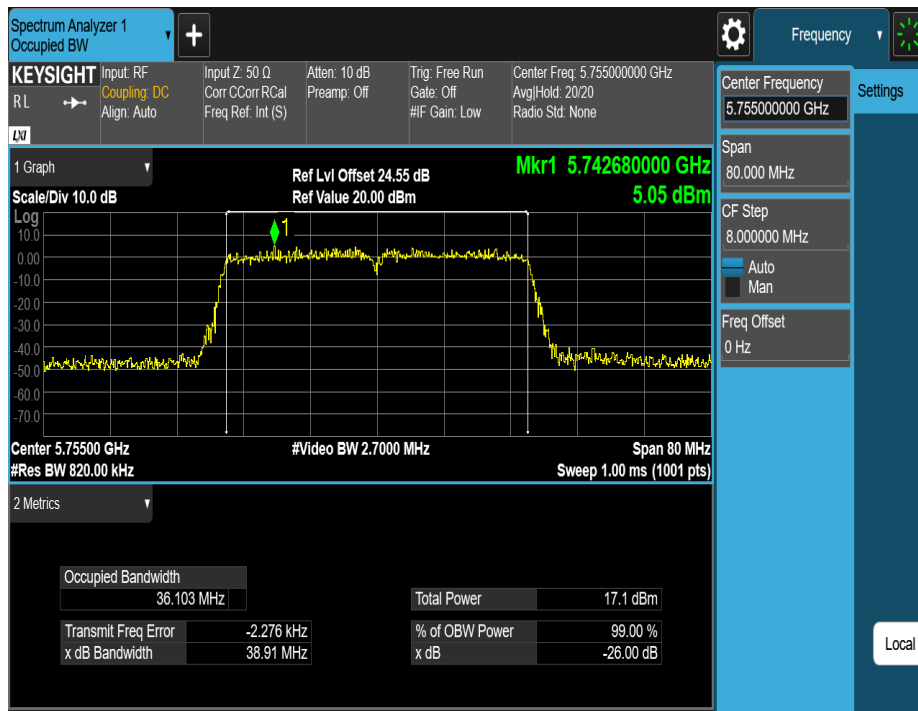 Spectrum Analyzer 1
Occupied BW
+
Frequency
KEYSIGHT
RL
LXI
Input: RF
Coupling: DC
Align: Auto
Input Z: 50 Ω
Corr CCorr RCal
Freq Ref: Int (S)
Atten: 10 dB
Preamp: Off
Trig: Free Run
Gate: Off
#IF Gain: Low
Center Freq: 5.755000000 GHz
Avg|Hold: 20/20
Radio Std: None
Center Frequency
5.755000000 GHz
Settings
Span
80.000 MHz
CF Step
8.000000 MHz
Auto
Man
Freq Offset
0 Hz
Local
1 Graph
Scale/Div 10.0 dB
Ref Lvl Offset 24.55 dB
Ref Value 20.00 dBm
Mkr1 5.742680000 GHz
5.05 dBm
Log
1
10.0
0.00
-10.0
-20.0
-30.0
-40.0
-50.0
-60.0
-70.0
Center 5.75500 GHz
#Video BW 2.7000 MHz
Span 80 MHz
#Res BW 820.00 kHz
Sweep 1.00 ms (1001 pts)
2 Metrics
Occupied Bandwidth
36.103 MHz
Total Power 17.1 dBm
Transmit Freq Error -2.276 kHz
% of OBW Power 99.00 %
x dB Bandwidth 38.91 MHz
x dB -26.00 dB